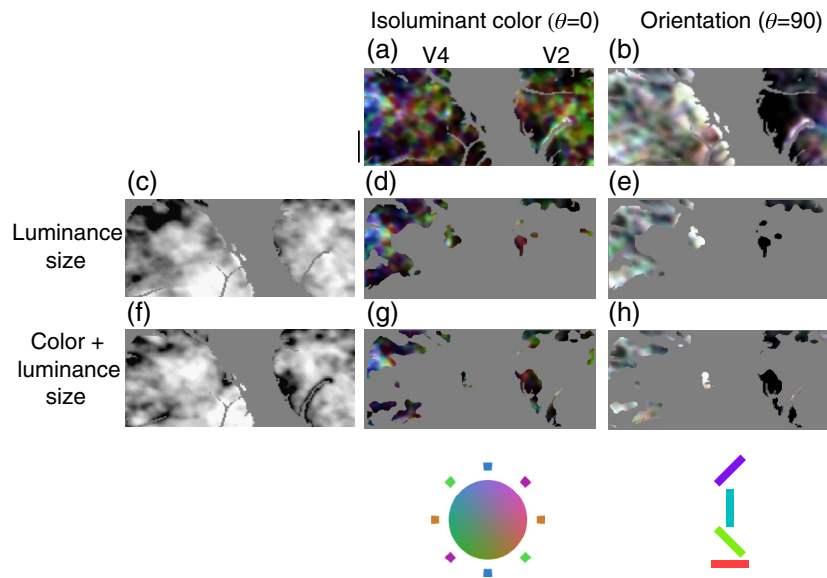 Isoluminant color (θ=0)
Orientation (θ=90)
(a)
V4
V2
(b)
(c)
(d)
(e)
Luminance
size
(f)
(g)
(h)
Color +
luminance
size